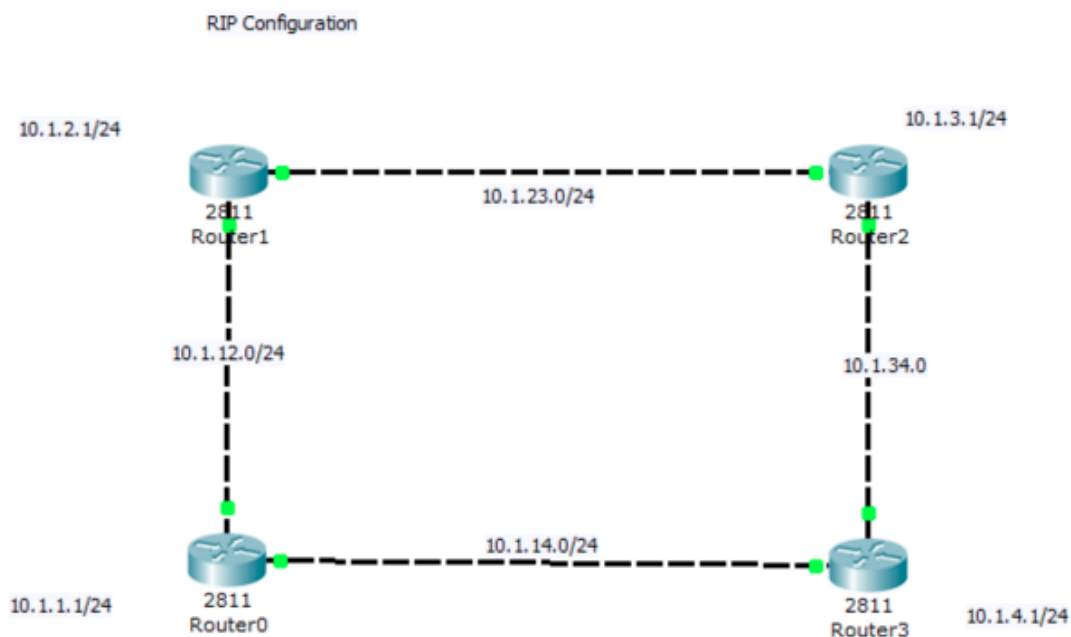 RIP Configuration
10.1.2.1/24
10.1.3.1/24
10.1.23.0/24
2811
Router1
2811
Router2
10.1.12.0/24
10.1.34.0
10.1.14.0/24
10.1.1.1/24
2811
Router0
2811
Router3
10.1.4.1/24